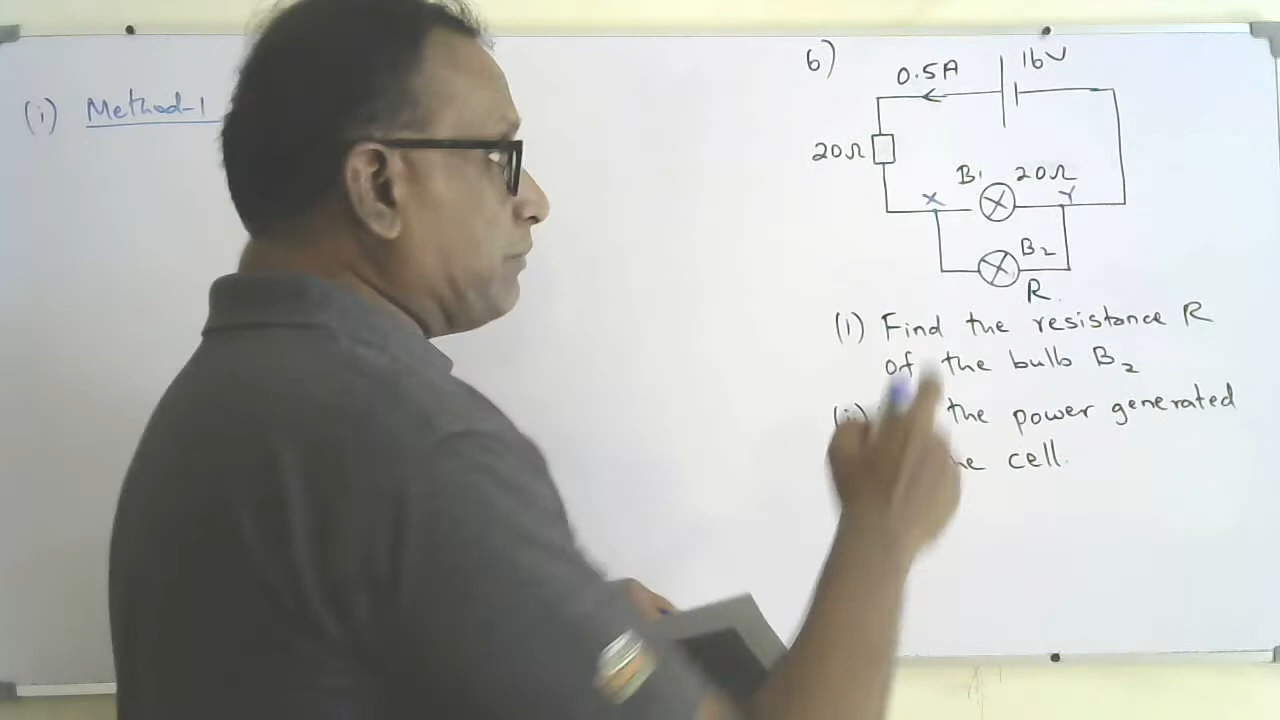 (i) Method-1
6)
0.5A 16V
20Ω
B1 20Ω
X Y
B2
R
(1) Find the resistance R
of the bulb B2
the power generated
cell.